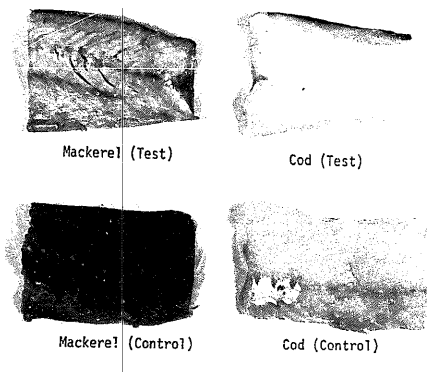 Mackerel (Test)
Cod (Test)
Mackerel (Control)
Cod (Control)